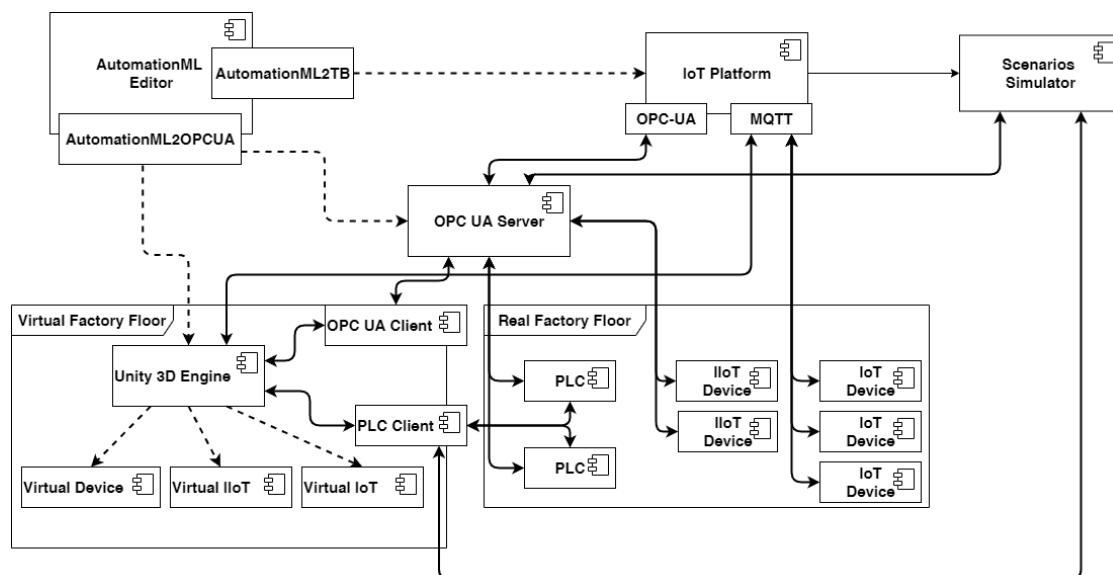 AutomationML
Editor
AutomationML2TB
AutomationML2OPCUA
IoT Platform
OPC-UA
MQTT
Scenarios
Simulator
OPC UA Server
Virtual Factory Floor
OPC UA Client
Unity 3D Engine
PLC Client
Virtual Device
Virtual IIoT
Virtual IoT
Real Factory Floor
PLC
PLC
IIoT
Device
IIoT
Device
IoT
Device
IoT
Device
IoT
Device